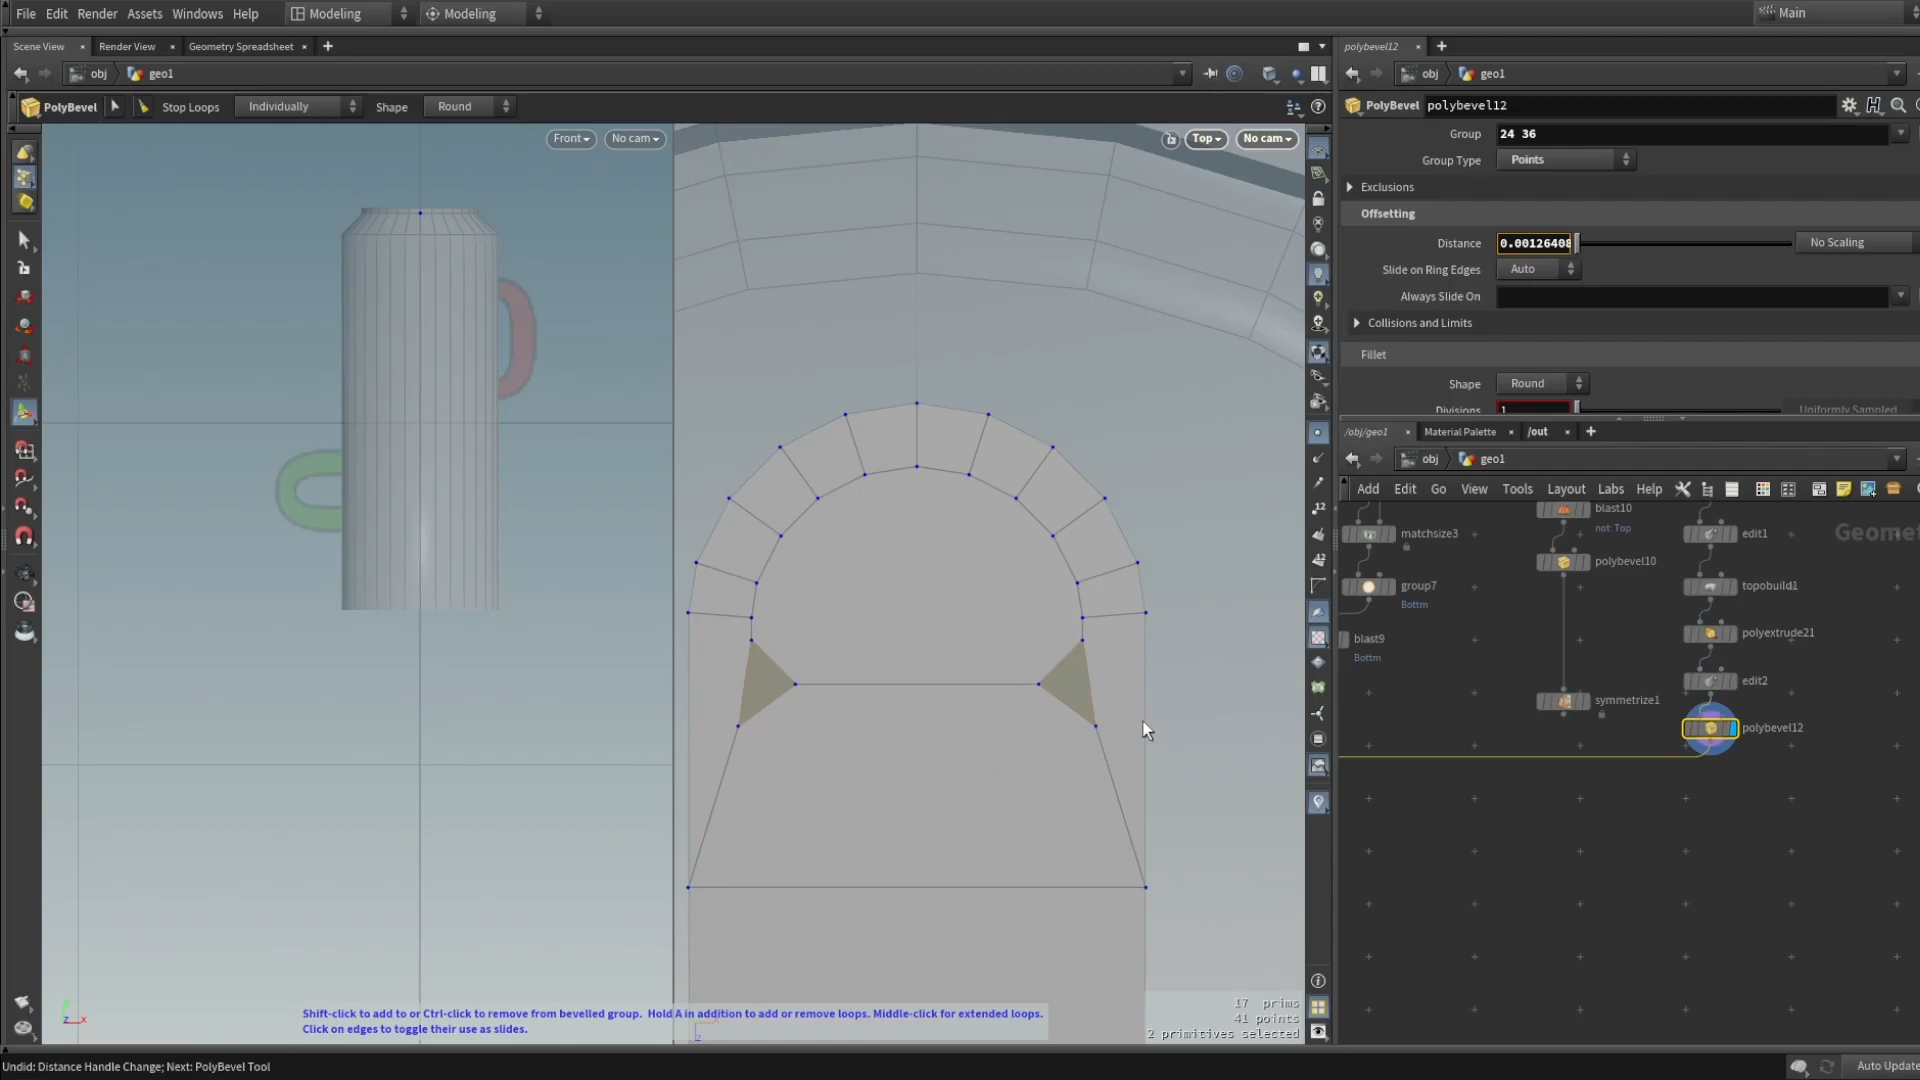 File Edit Render Assets Windows Help Modeling Modeling Main
Scene View Render View Geometry Spreadsheet
obj geo1
PolyBevel Stop Loops Individually Shape Round
Front No cam
Top No cam
Shift-click to add to or Ctrl-click to remove from bevelled group. Hold A in addition to add or remove loops. Middle-click for extended loops.
Click on edges to toggle their use as slides.
17 prims
41 points
2 primitives selected
z x
polybevel12
obj geo1
PolyBevel polybevel12
Group 24 36
Group Type Points
Exclusions
Offsetting
Distance 0.00126408 No Scaling
Slide on Ring Edges Auto
Always Slide On
Collisions and Limits
Fillet
Shape Round
Divisions 1 Uniformly Sampled
/obj/geo1 Material Palette /out
obj geo1
Add Edit Go View Tools Layout Labs Help
blast10
not: Top
matchsize3
edit1
Geomet
polybevel10
group7
Bottm
topobuild1
blast9
Bottm
polyextrude21
edit2
symmetrize1
polybevel12
Undid: Distance Handle Change; Next: PolyBevel Tool
Auto Update